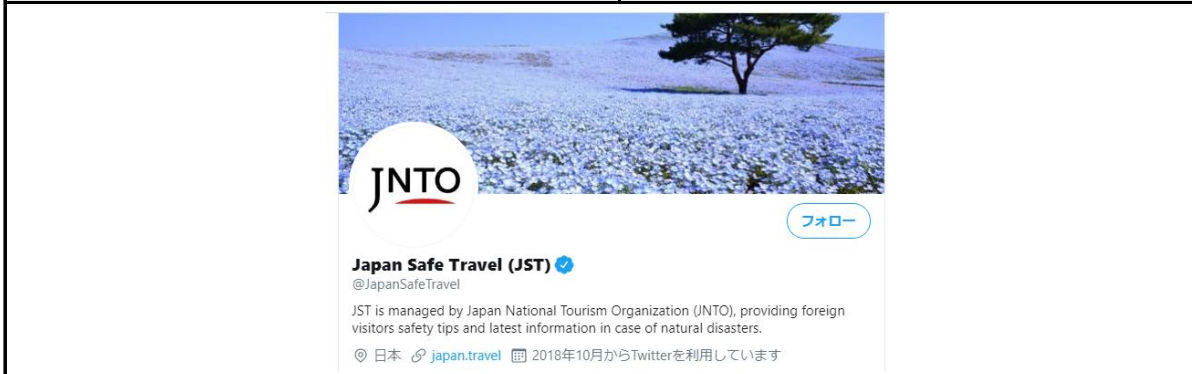 JNTO
フォロー
Japan Safe Travel (JST)
@JapanSafeTravel
JST is managed by Japan National Tourism Organization (JNTO), providing foreign
visitors safety tips and latest information in case of natural disasters.
日本 japan.travel 2018年10月からTwitterを利用しています